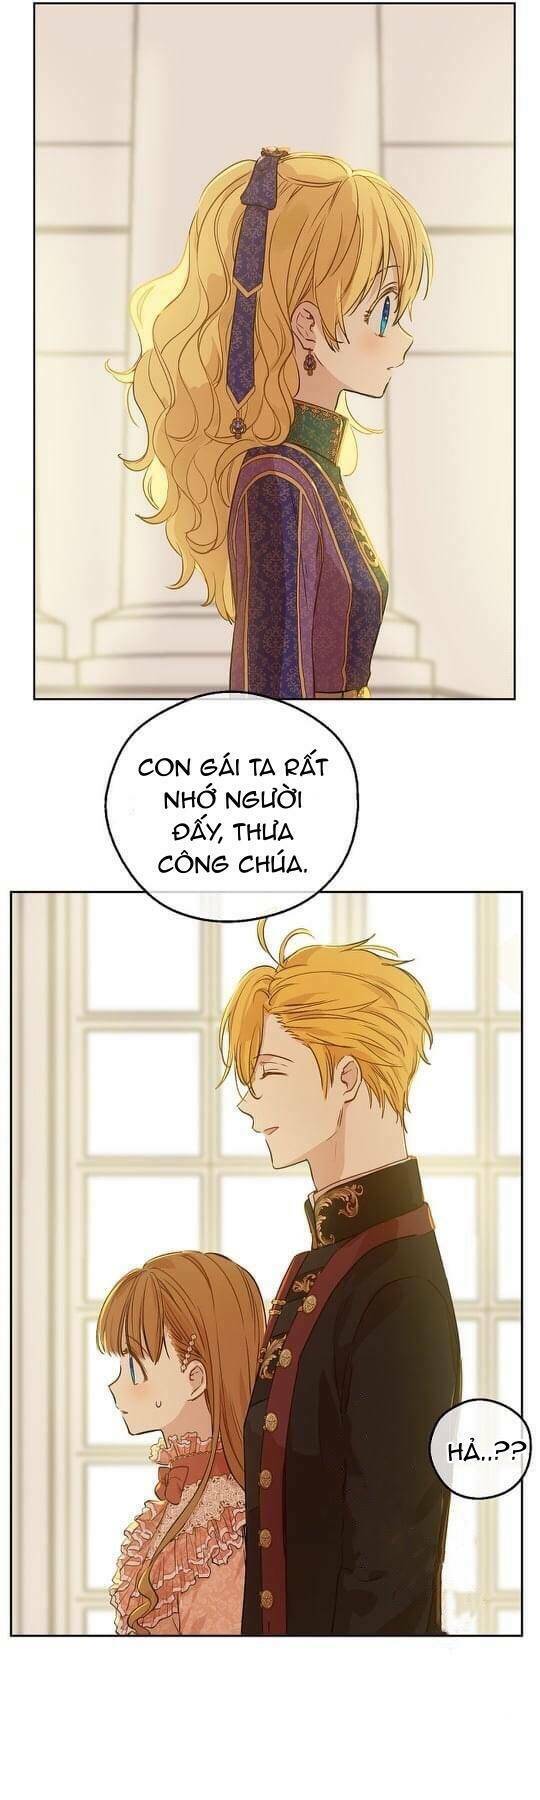 CON GÁI TA RẤT
NHỚ NGƯỜI
ĐẤY, THƯA
CÔNG CHÚA.
HẢ..??